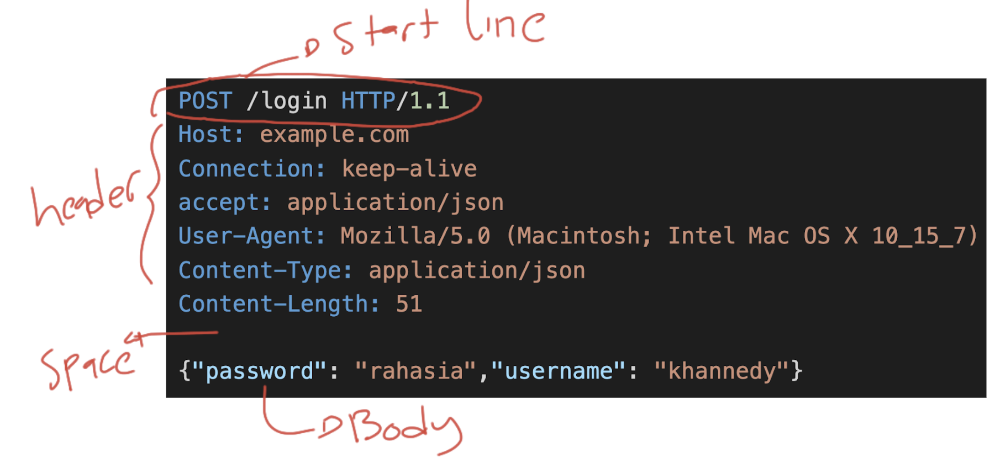 Start line
POST /login HTTP/1.1
Host: example.com
Connection: keep-alive
header
accept: application/json
User-Agent: Mozilla/5.0 (Macintosh; Intel Mac OS X 10_15_7)
Content-Type: application/json
Content-Length: 51
Space
{"password": "rahasia","username": "khannedy"}
Body